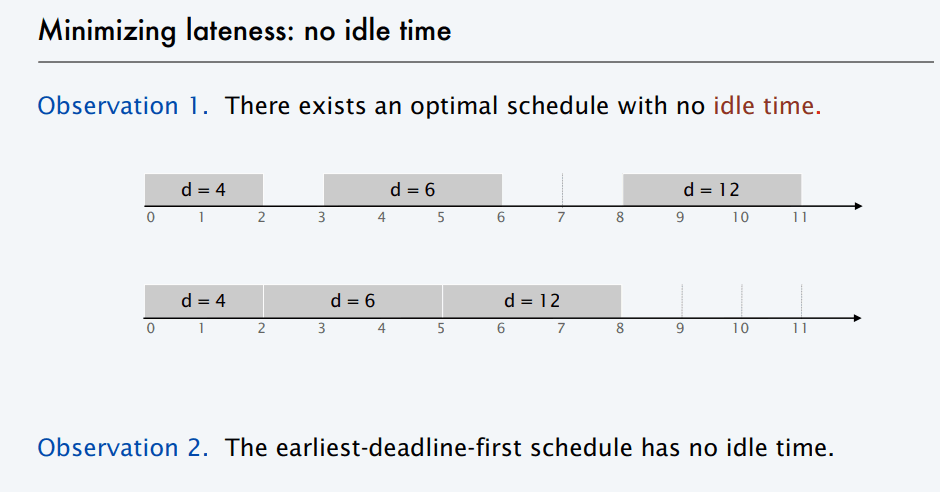 Minimizing lateness: no idle time
Observation 1. There exists an optimal schedule with no idle time.
d = 4 d = 6 d = 12
0 1 2 3 4 5 6 7 8 9 10 11
d = 4 d = 6 d = 12
0 1 2 3 4 5 6 7 8 9 10 11
Observation 2. The earliest-deadline-first schedule has no idle time.